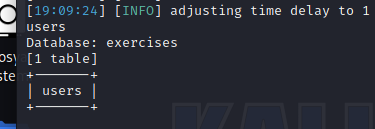 [19:09:24] [INFO] adjusting time delay to 1
users
Database: exercises
[1 table]
+-------+
| users |
+-------+